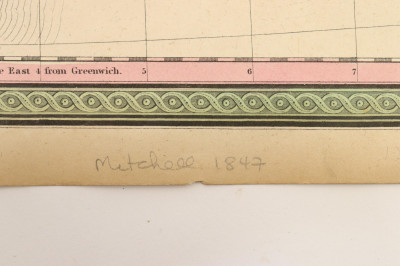 East 4 from Greenwich. 5 6 7
Mitchell 1847